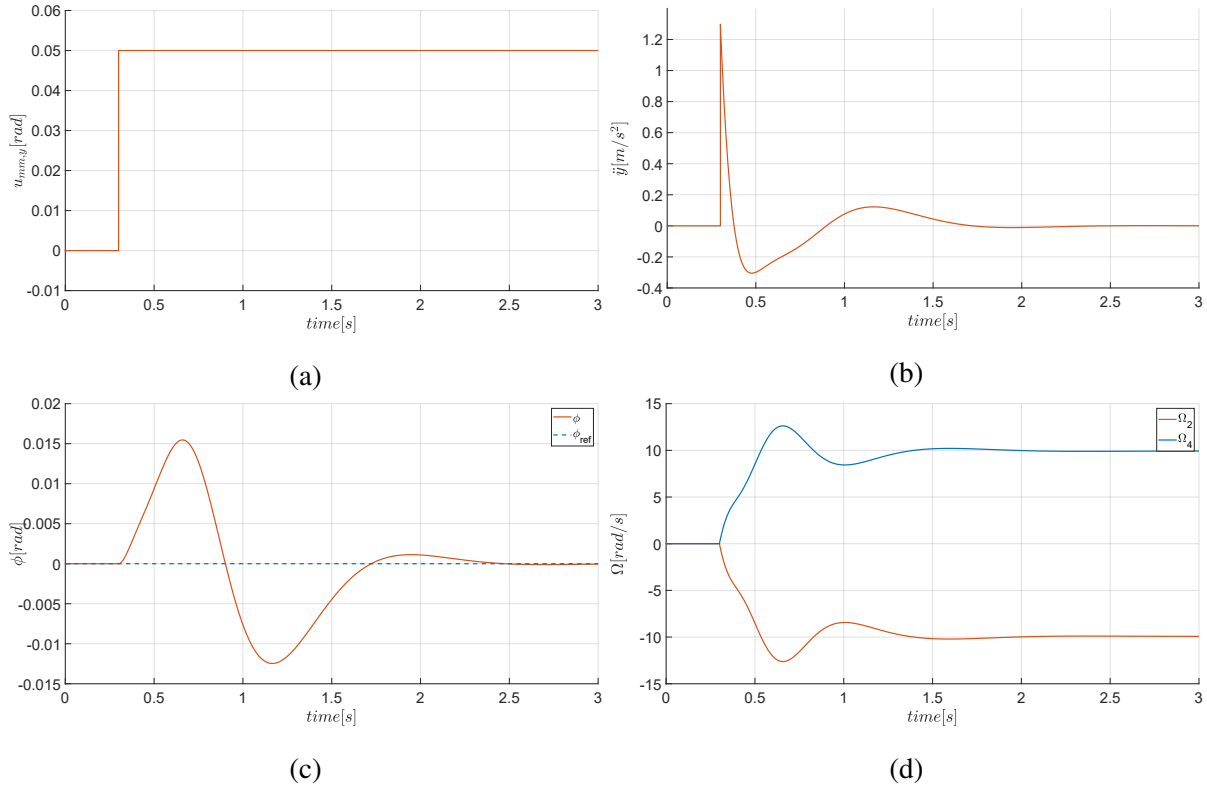 0.06
0.05
0.04
0.03
0.02
0.01
0
-0.01
u_{mm,y}[rad]
0 0.5 1 1.5 2 2.5 3
time[s]
(a)
1.2
1
0.8
0.6
0.4
0.2
0
-0.2
-0.4
ÿ[m/s²]
0 0.5 1 1.5 2 2.5 3
time[s]
(b)
0.02
0.015
0.01
0.005
0
-0.005
-0.01
-0.015
ϕ[rad]
ϕ
ϕ_{ref}
0 0.5 1 1.5 2 2.5 3
time[s]
(c)
15
10
5
0
-5
-10
-15
Ω[rad/s]
Ω₂
Ω₄
0 0.5 1 1.5 2 2.5 3
time[s]
(d)